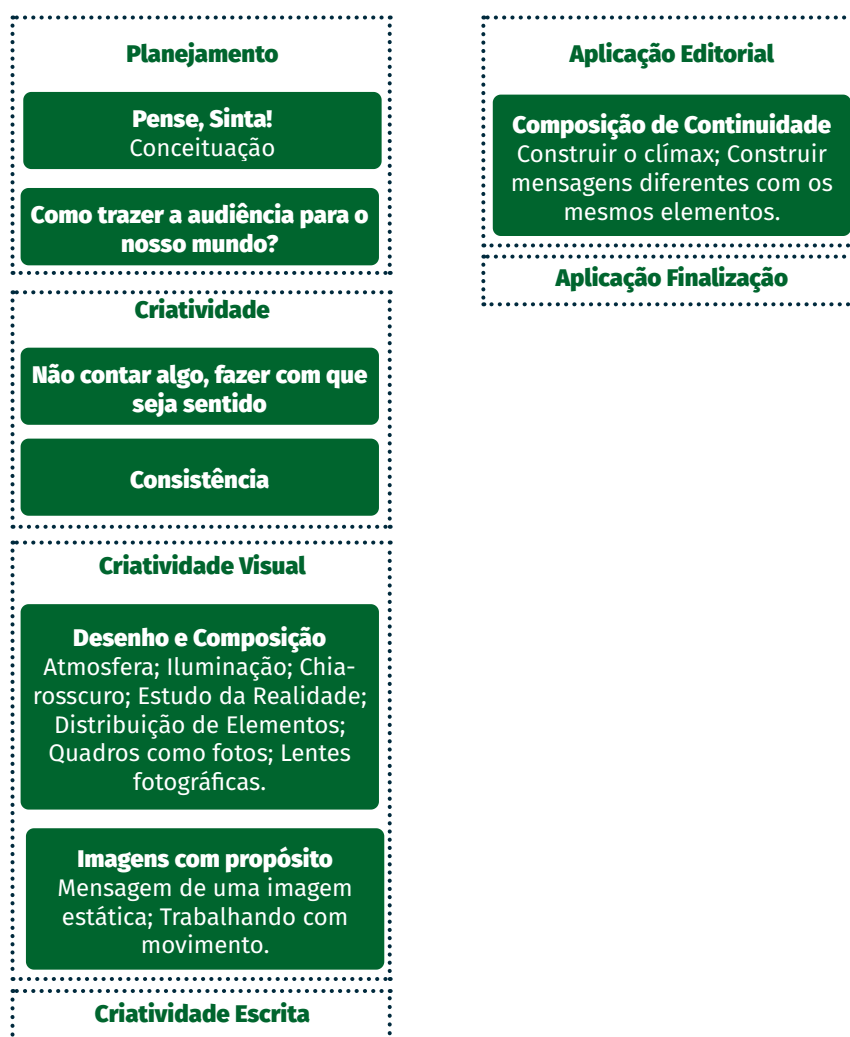 Planejamento
Pense, Sinta!
Conceituação
Como trazer a audiência para o
nosso mundo?
Criatividade
Não contar algo, fazer com que
seja sentido
Consistência
Criatividade Visual
Desenho e Composição
Atmosfera; Iluminação; Chia-
rosscuro; Estudo da Realidade;
Distribuição de Elementos;
Quadros como fotos; Lentes
fotográficas.
Imagens com propósito
Mensagem de uma imagem
estática; Trabalhando com
movimento.
Criatividade Escrita
Aplicação Editorial
Composição de Continuidade
Construir o clímax; Construir
mensagens diferentes com os
mesmos elementos.
Aplicação Finalização